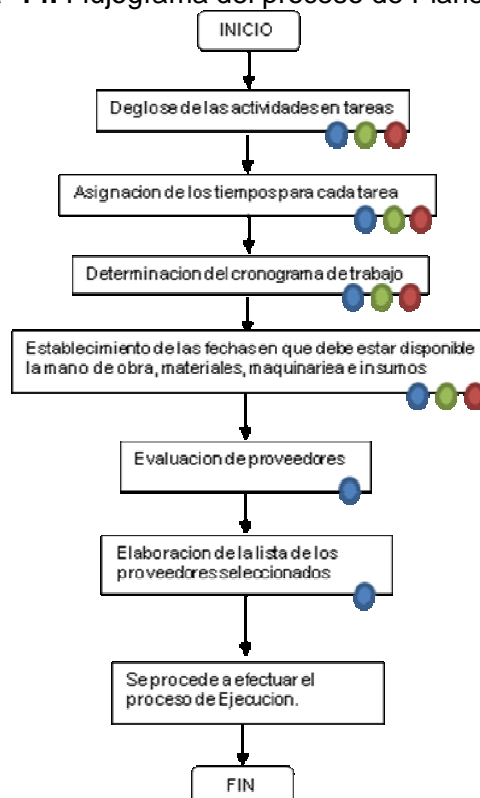 Flujograma del proceso de
INICIO
Deglose de las actividades en tareas
Asignacion de los tiempos para cada tarea
Determinacion del cronograma de trabajo
Establecimiento de las fechas en que debe estar disponible
la mano de obra, materiales, maquinariea e insumos
Evaluacion de proveedores
Elaboracion de la lista de los
proveedores seleccionados
Se procede a efectuar el
proceso de Ejecucion.
FIN